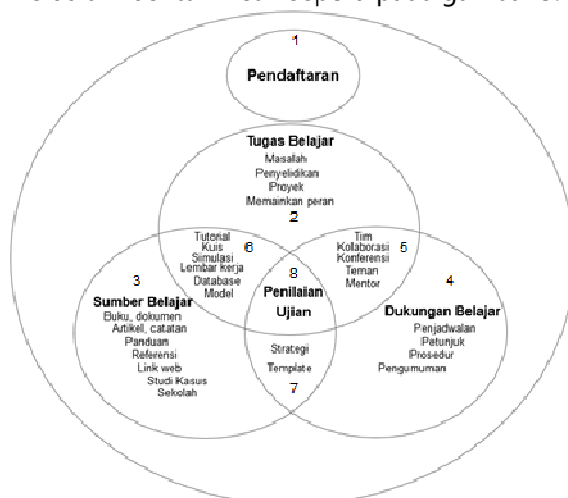 1
Pendaftaran
Tugas Belajar
Masalah
Penyelidikan
Proyek
Memainkan peran
2
Tutorial
Kuis
Simulasi
Lembar kerja
Database
Model
6
Tim
Kolaborasi
Konferensi
Teman
Mentor
5
8
Penilaian
Ujian
3
Sumber Belajar
Buku, dokumen
Artikel, catatan
Panduan
Referensi
Link web
Studi Kasus
Sekolah
4
Dukungan Belajar
Penjadwalan
Petunjuk
Prosedur
Pengumuman
Strategi
Template
7